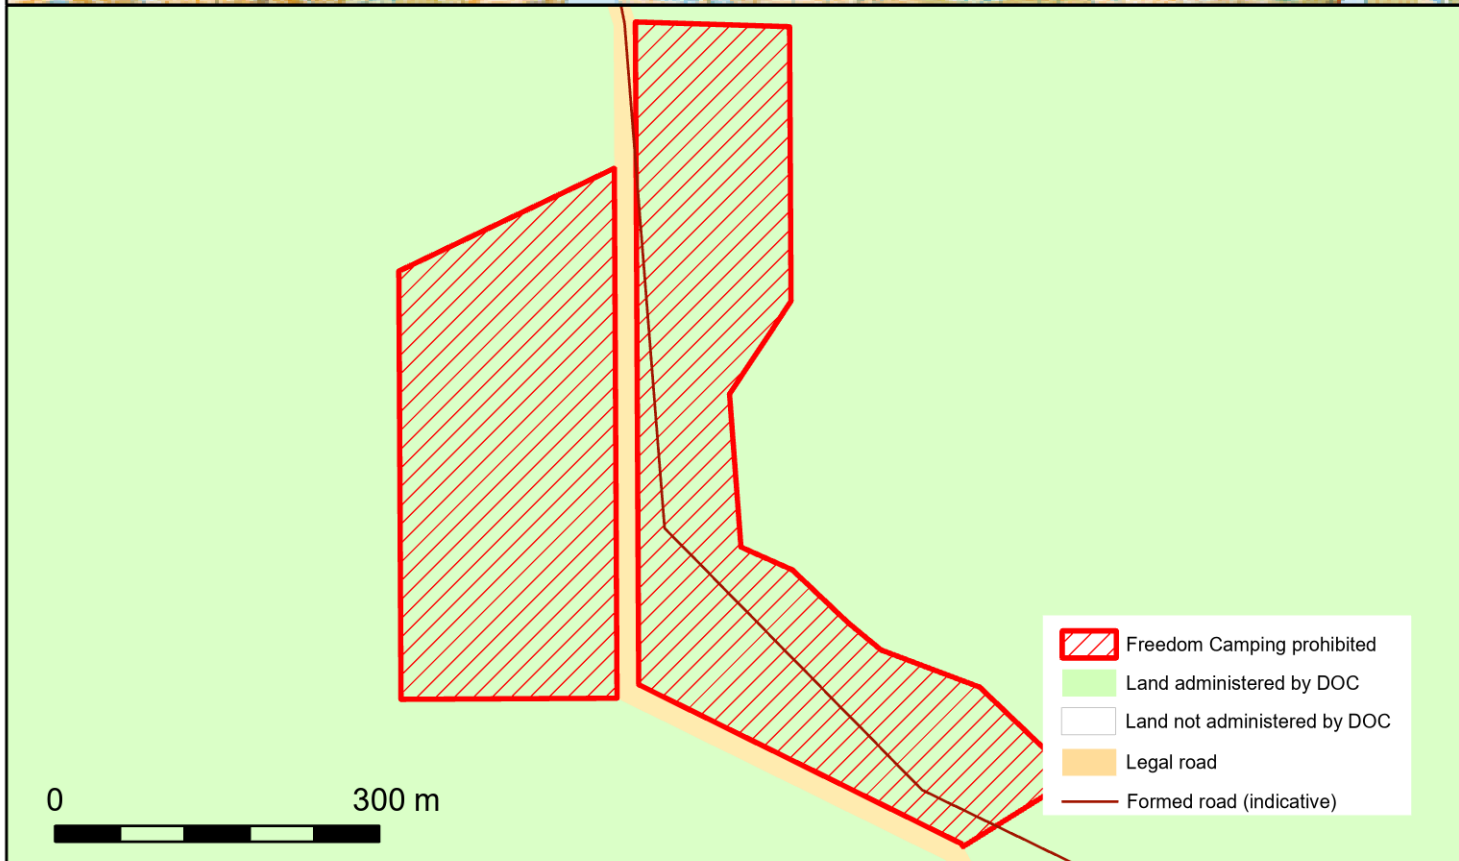 Freedom Camping prohibited
Land administered by DOC
Land not administered by DOC
Legal road
Formed road (indicative)
0 300 m